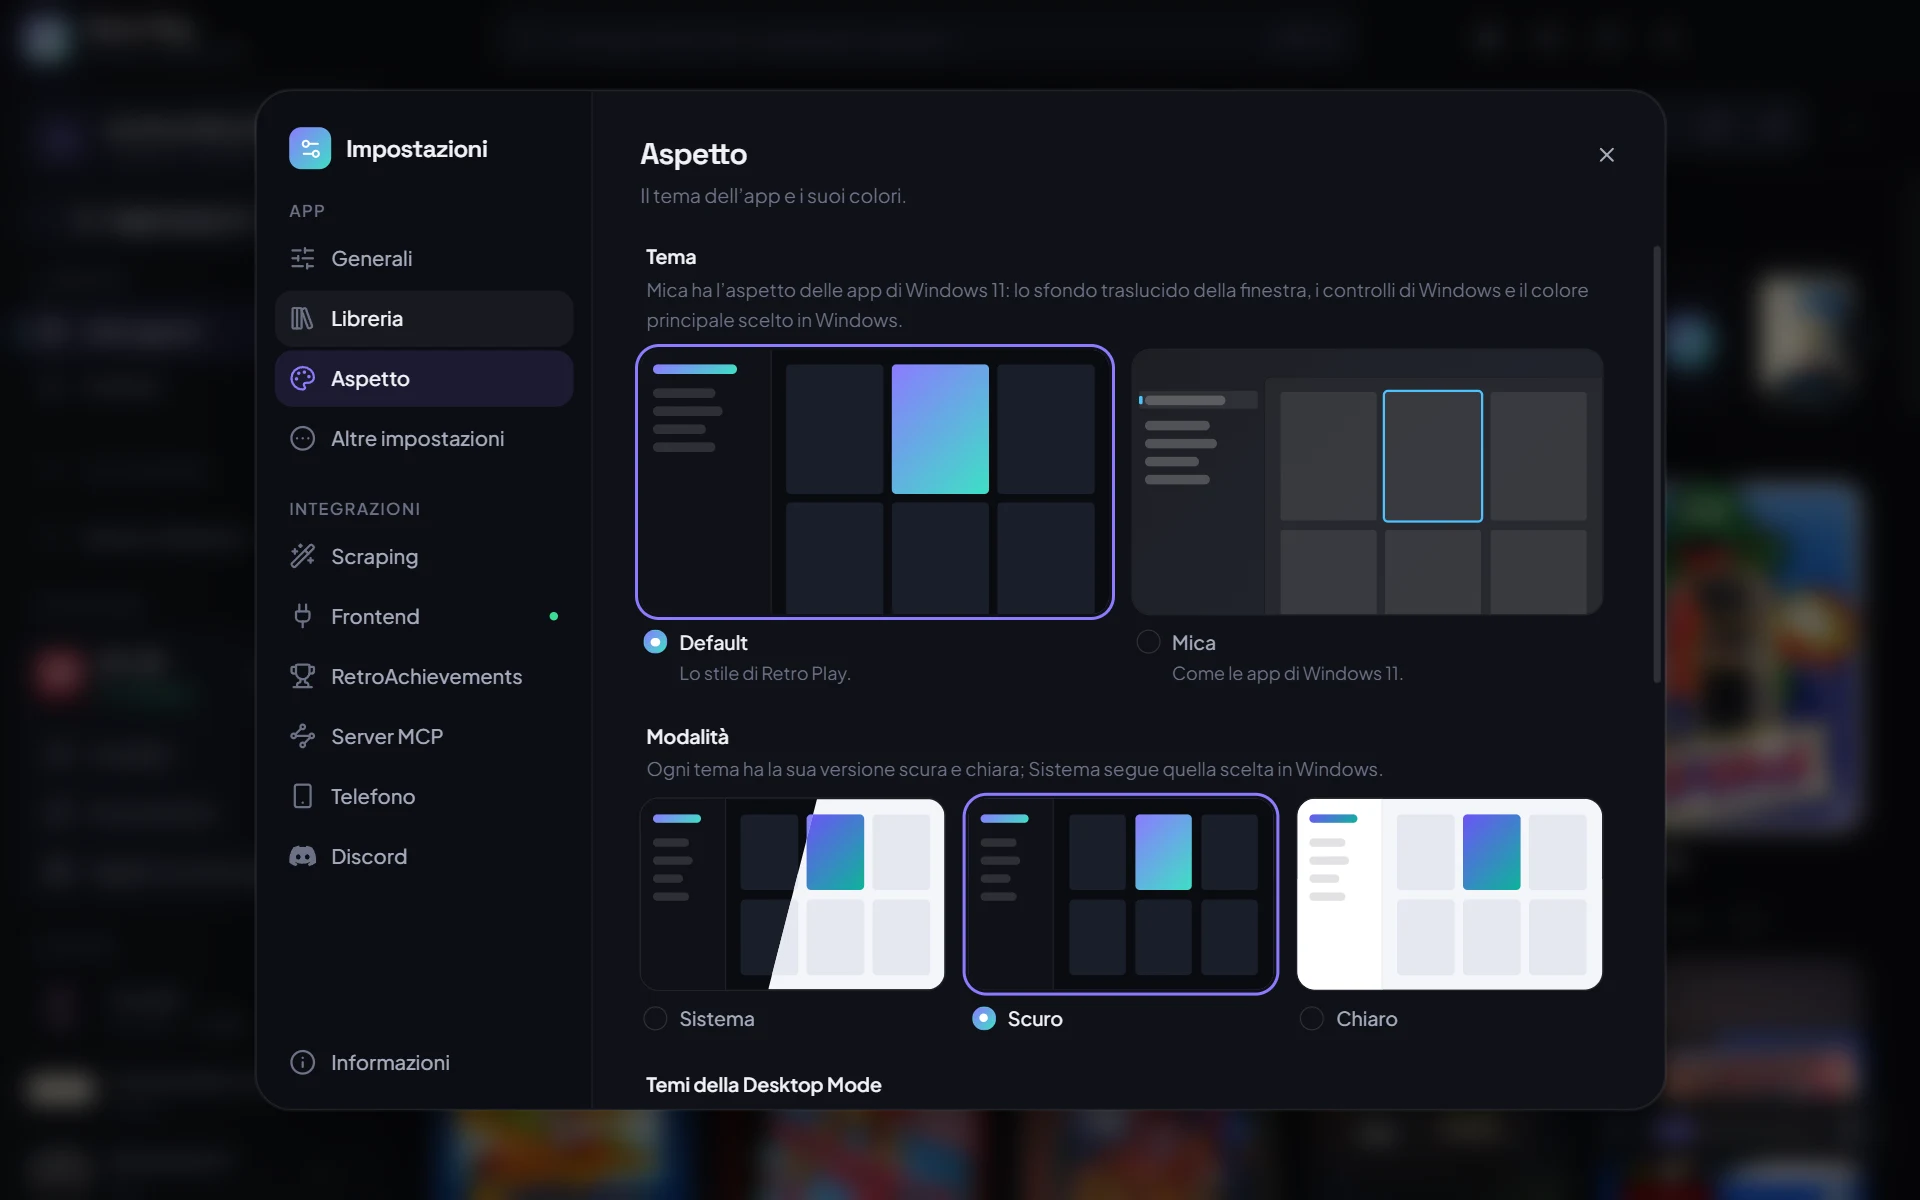 Impostazioni
APP
Generali
Libreria
Aspetto
Altre impostazioni
INTEGRAZIONI
Scraping
Frontend
RetroAchievements
Server MCP
Telefono
Discord
Informazioni
Aspetto
Il tema dell’app e i suoi colori.
Tema
Mica ha l’aspetto delle app di Windows 11: lo sfondo traslucido della finestra, i controlli di Windows e il colore
principale scelto in Windows.
Default
Lo stile di Retro Play.
Mica
Come le app di Windows 11.
Modalità
Ogni tema ha la sua versione scura e chiara; Sistema segue quella scelta in Windows.
Sistema
Scuro
Chiaro
Temi della Desktop Mode